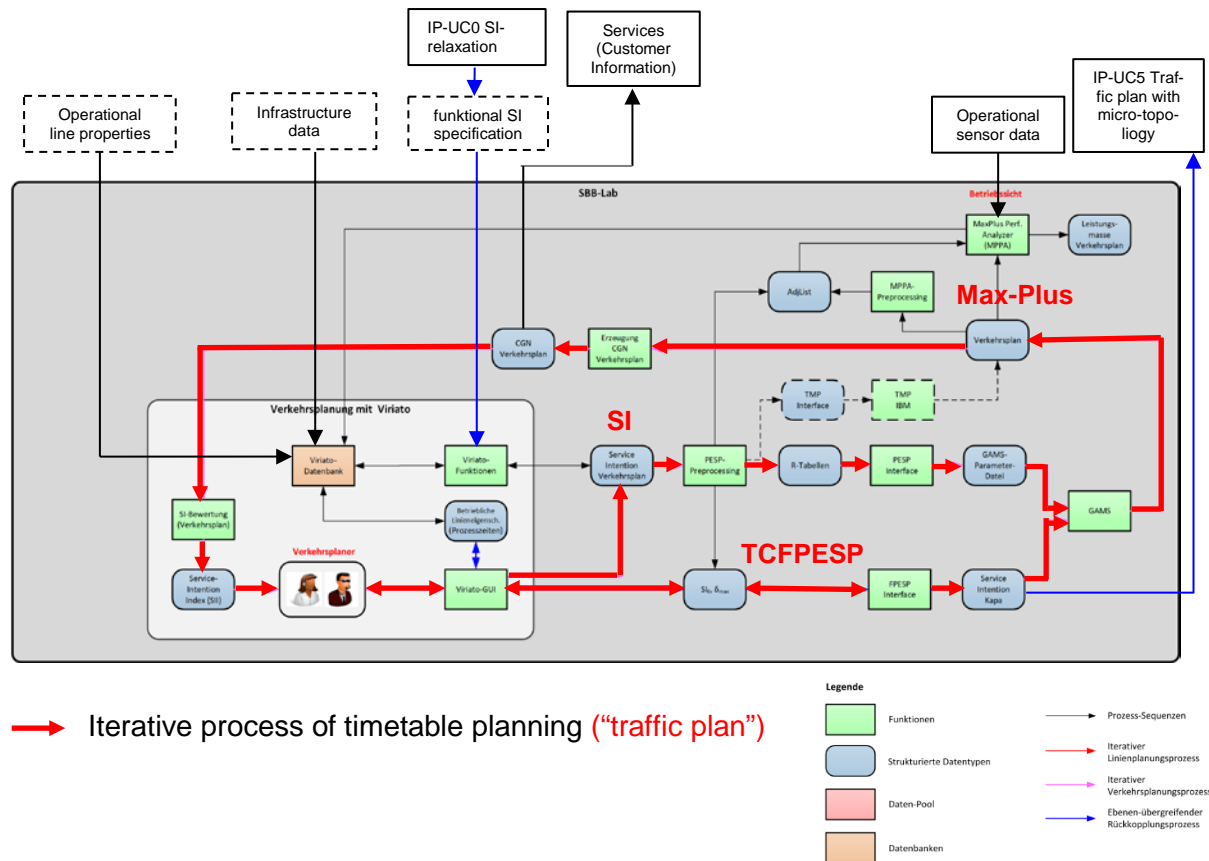 IP-UC0 SI-
relaxation
Services
(Customer
Information)
IP-UC5 Traf-
fic plan with
micro-topo-
liogy
Operational
line properties
Infrastructure
data
funktional SI
specification
Operational
sensor data
SBB-Lab
Betriebssicht
MaxPlus Perf.
Analyzer
(MPPA)
Leistungs-
masse
Verkehrsplan
AdjList
MPPA-
Preprocessing
Max-Plus
CGN
Verkehrsplan
Erzeugung
CGN
Verkehrsplan
Verkehrsplan
TMP
Interface
TMP
IBM
Verkehrsplanung mit Viriato
SI
Viriato-
Datenbank
Viriato-
Funktionen
Service
Intention
Verkehrsplan
PESP-
Preprocessing
R-Tabellen
PESP
Interface
GAMS-
Parameter-
Datei
GAMS
SI-Bewertung
(Verkehrsplan)
Betriebliche
Linieneigensch.
(Prozesszeiten)
Verkehrsplaner
TCFPESP
Service-
Intention
Index (SII)
Viriato-GUI
SI₀, δmax
FPESP
Interface
Service
Intention
Kapa
Iterative process of timetable planning (“traffic plan”)
Legende
Funktionen
Strukturierte Datentypen
Daten-Pool
Datenbanken
Prozess-Sequenzen
Iterativer
Linienplanungsprozess
Iterativer
Verkehrsplanungsprozess
Ebenen-übergreifender
Rückkopplungsprozess